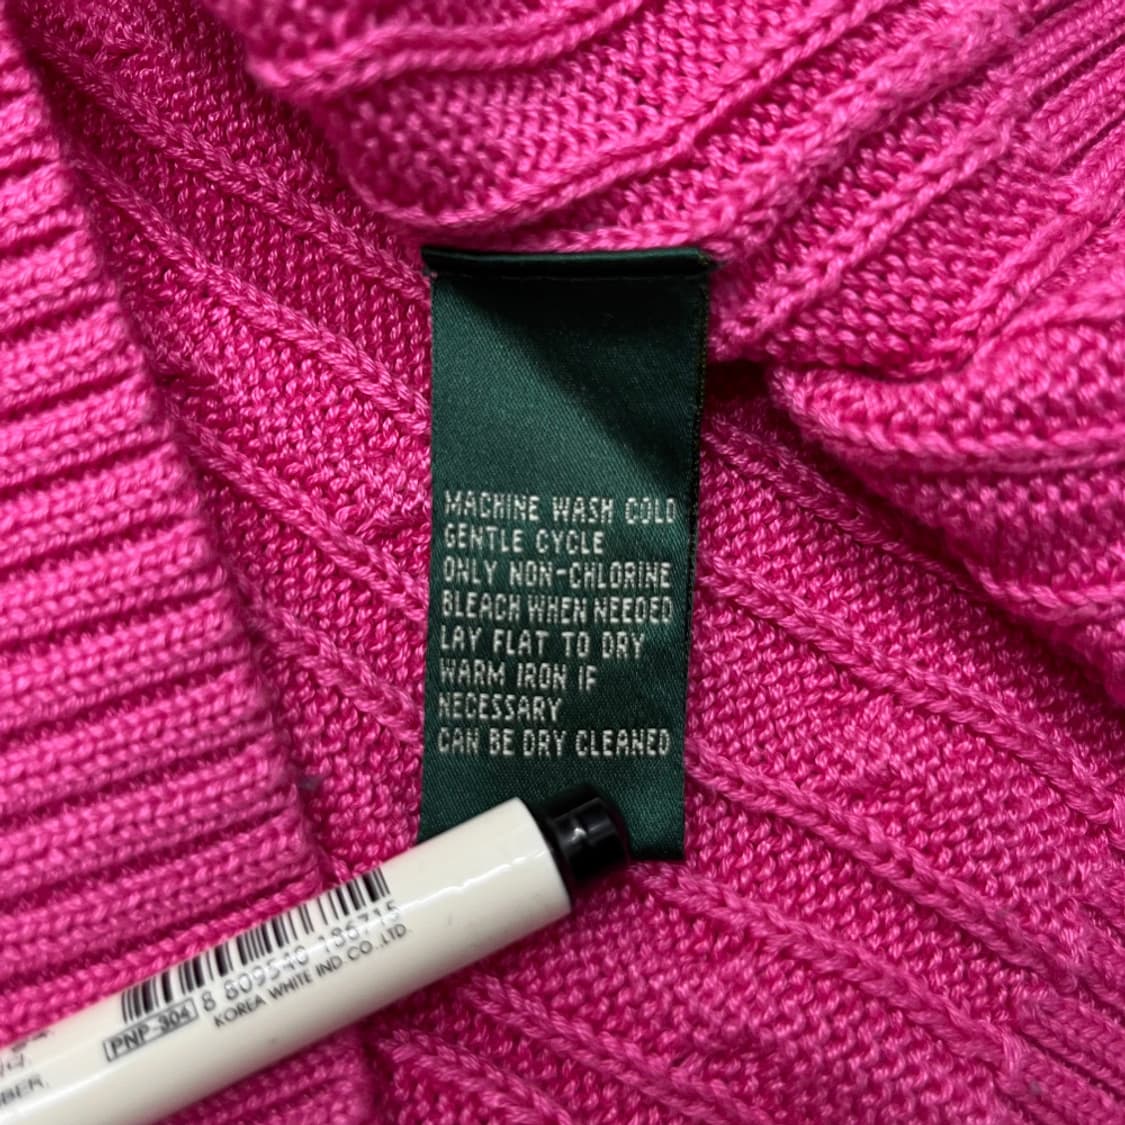 MACHINE WASH COLD
GENTLE CYCLE
ONLY NON-CHLORINE
BLEACH WHEN NEEDED
LAY FLAT TO DRY
WARM IRON IF
NECESSARY
CAN BE DRY CLEANED
8 809540 186715
PNP-304
KOREA WHITE IND CO.,LTD.